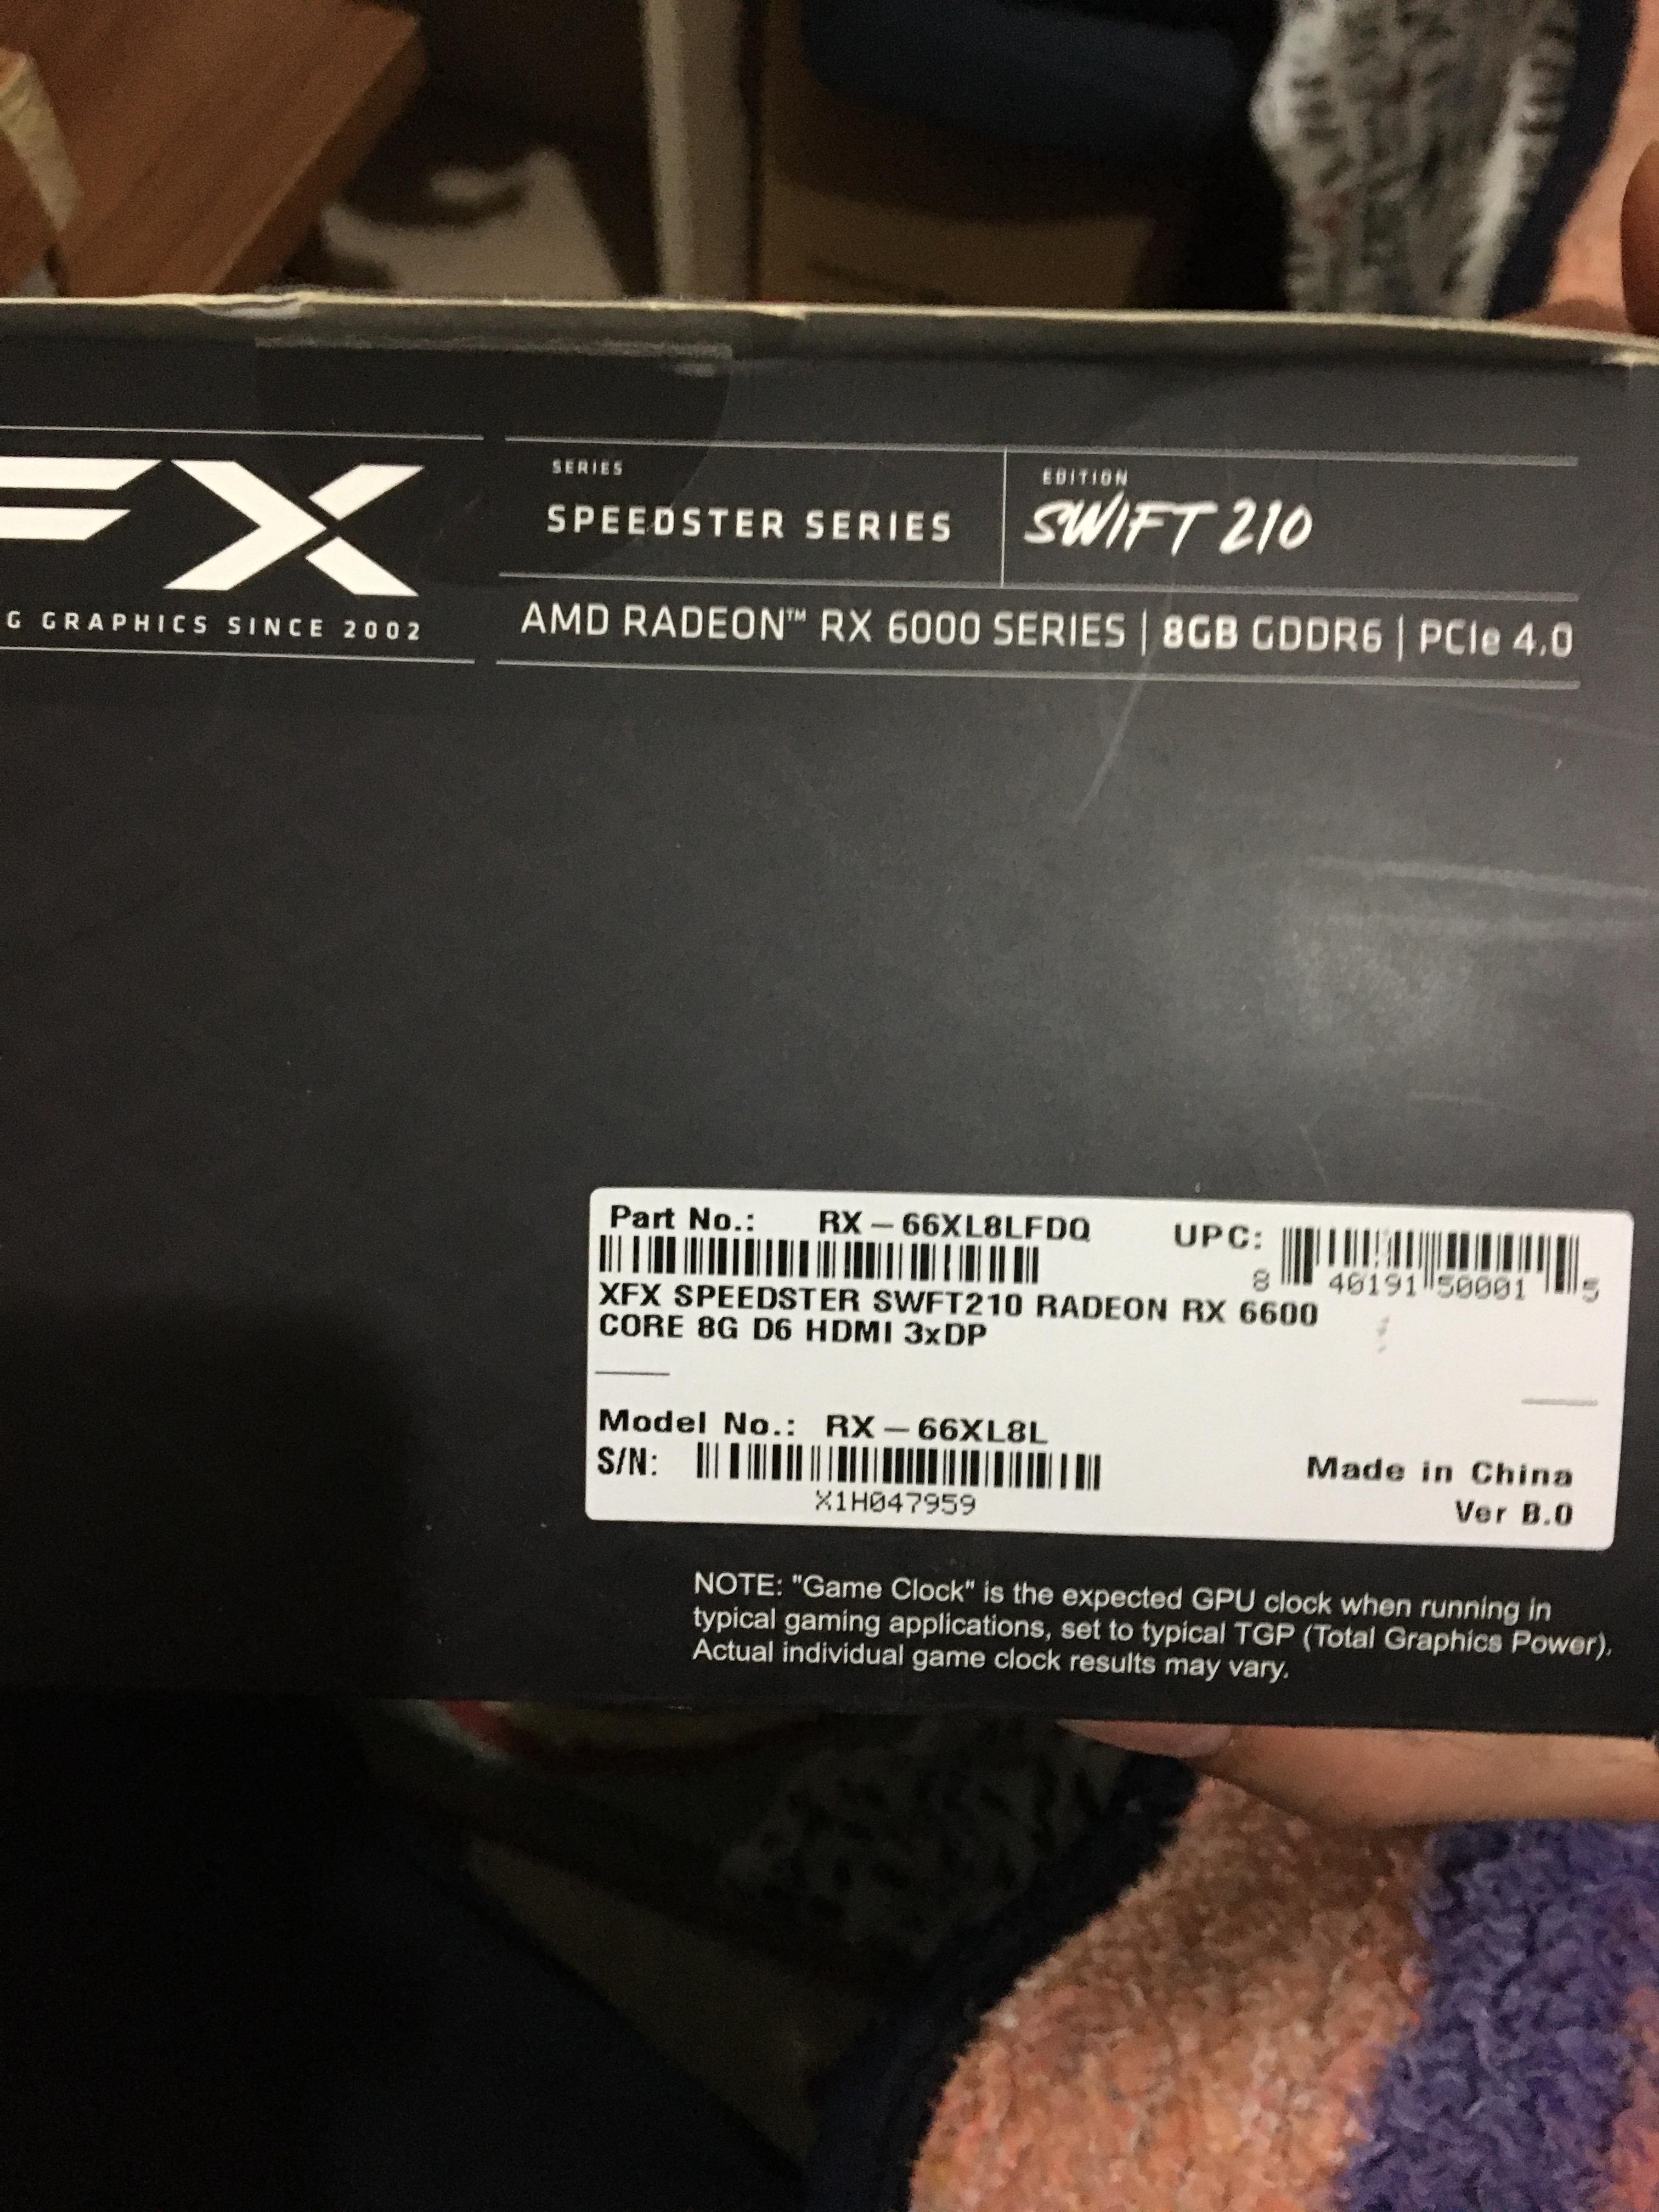 FX
G GRAPHICS SINCE 2002
SERIES
SPEEDSTER SERIES
EDITION
SWIFT 210
AMD RADEON™ RX 6000 SERIES | 8GB GDDR6 | PCIe 4.0
Part No.: RX-66XL8LFDQ UPC:
8 40191 50001 5
XFX SPEEDSTER SWFT210 RADEON RX 6600
CORE 8G D6 HDMI 3xDP
Model No.: RX-66XL8L
S/N:
X1H047959
Made in China
Ver B.0
NOTE: "Game Clock" is the expected GPU clock when running in
typical gaming applications, set to typical TGP (Total Graphics Power).
Actual individual game clock results may vary.